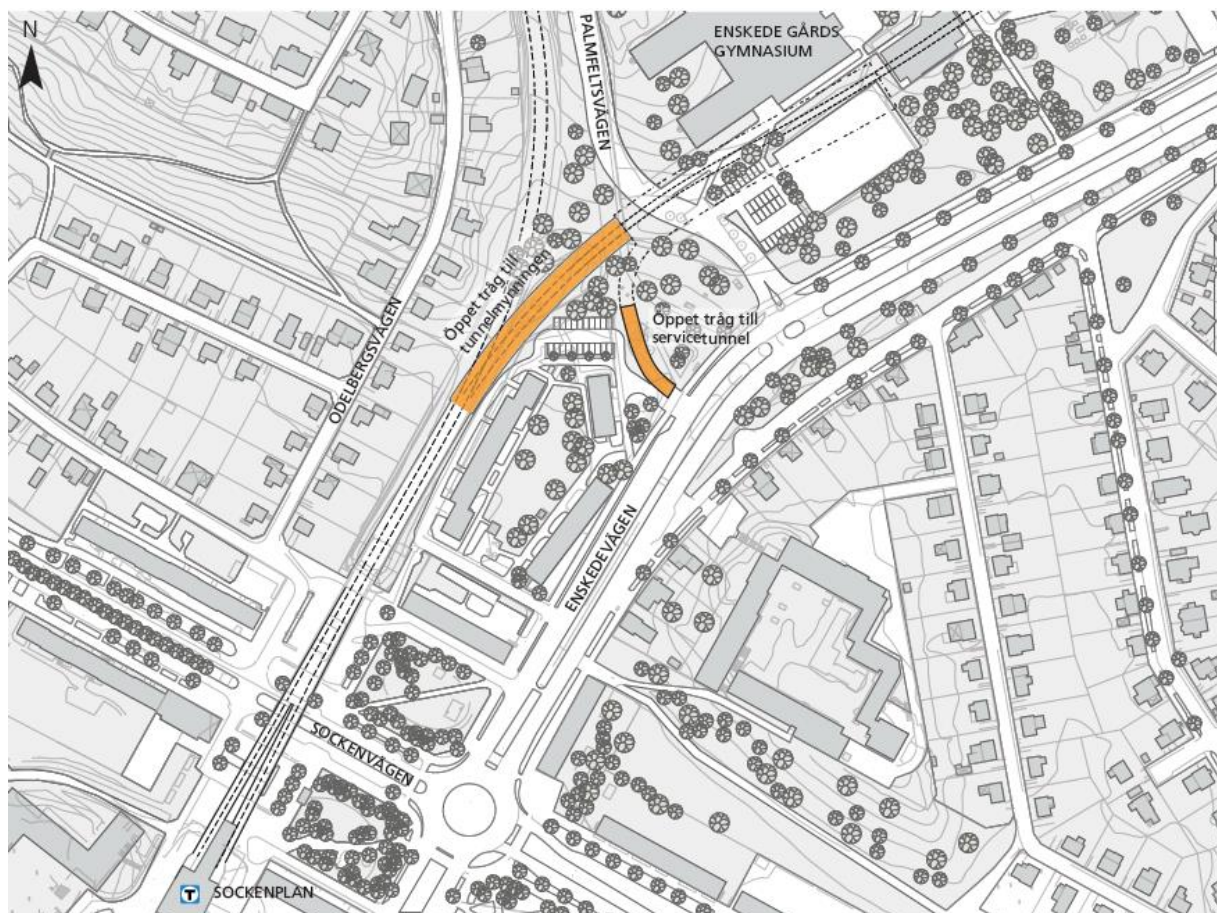 N
PALMFELTSVÄGEN
ENSKEDE GÅRDS
GYMNASIUM
Öppet tråg till
tunnelmynningen
Öppet tråg till
servicetunnel
ODELBERGSVÄGEN
ENSKEDEVÄGEN
SOCKENVÄGEN
T SOCKENPLAN